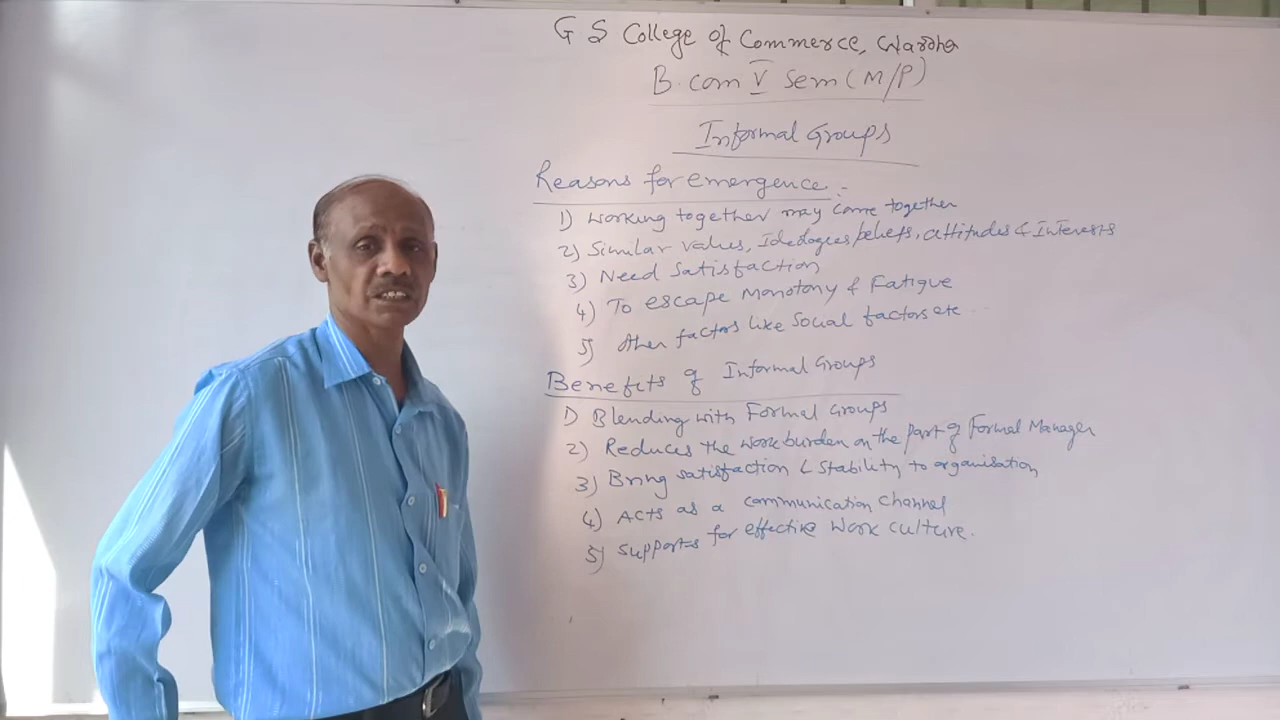 G S College of Commerce, Wardha
B.com V Sem (M/P)
Informal Groups
Reasons for emergence :-
1) Working together may come together
2) Similar values, Ideologies/beliefs, attitudes & Interests
3) Need Satisfaction
4) To escape Monotony & Fatigue
5) Other factors like Social factors etc ..
Benefits of Informal Groups
1) Blending with Formal Groups
2) Reduces the work burden on the part of Formal Manager
3) Bring satisfaction & Stability to organisation
4) Acts as a communication channel
5) Supports for effective work culture.